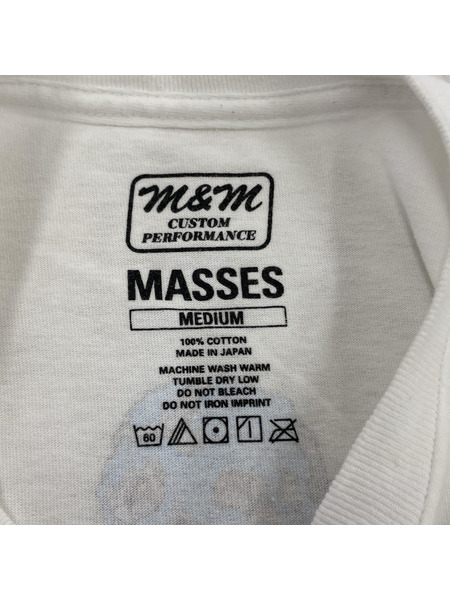 M&M
CUSTOM
PERFORMANCE
MASSES
MEDIUM
100% COTTON
MADE IN JAPAN
MACHINE WASH WARM
TUMBLE DRY LOW
DO NOT BLEACH
DO NOT IRON IMPRINT
60